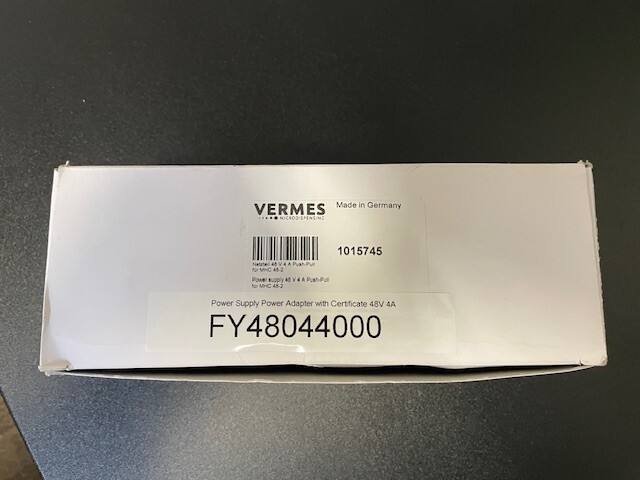 VERMES
MICRODISPENSING
Made in Germany
1015745
Netzteil 48 V 4 A Push-Pull
for MHC 48-2
Power supply 48 V 4 A Push-Pull
for MHC 48-2
Power Supply Power Adapter with Certificate 48V 4A
FY48044000